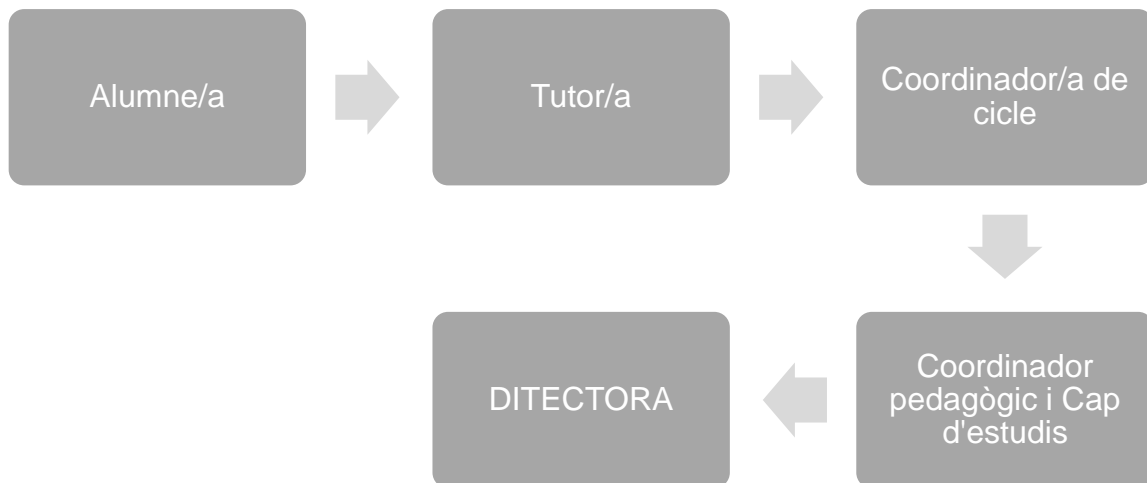 Alumne/a
Tutor/a
Coordinador/a de
cicle
Coordinador
pedagògic i Cap
d'estudis
DITECTORA